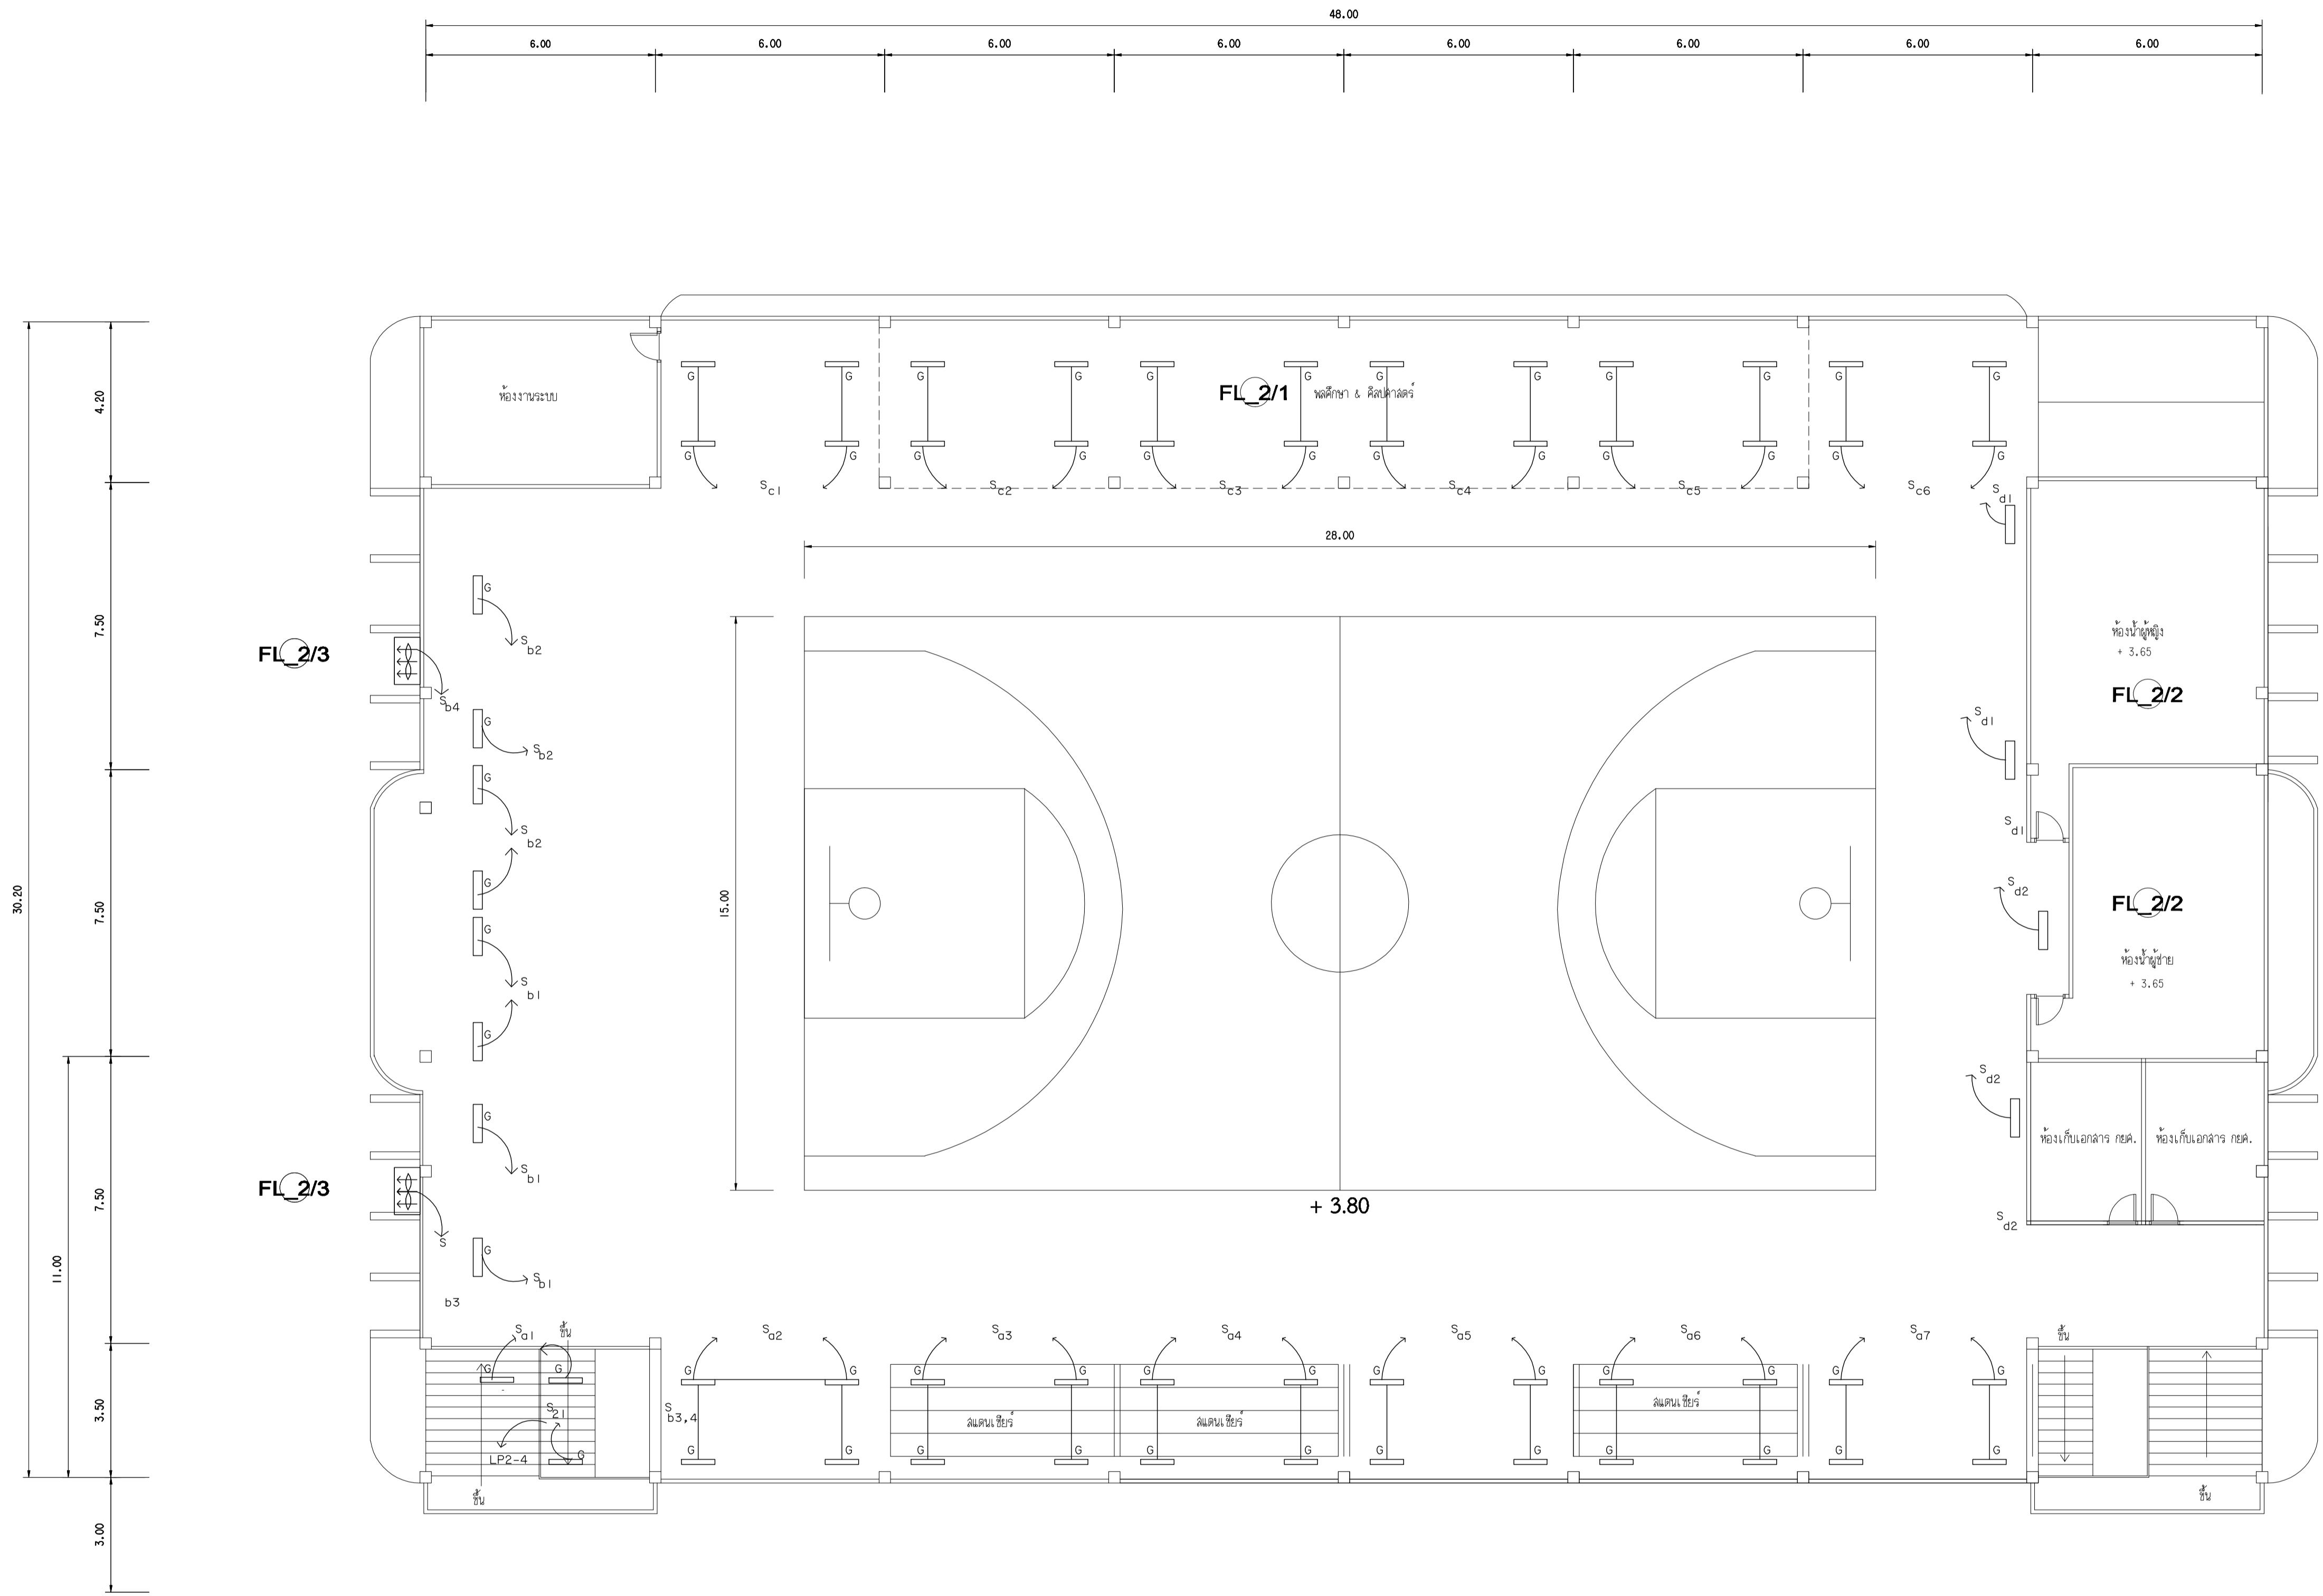 48.00
6.00 6.00 6.00 6.00 6.00 6.00 6.00 6.00
4.20
7.50
7.50
7.50
3.50
3.00
30.20
11.00
ห้องงานระบบ
G G G G G G G G G G G G
FL_2/1
พลศึกษา & ศิลปศาสตร์
G G G G G G G G G G G G
Sc1 Sc2 Sc3 Sc4 Sc5 Sc6
Sd1
28.00
15.00
G
Sb2
FL_2/3
Sb4
G
Sb2
G
Sb2
G
G
Sb1
G
G
Sb1
FL_2/3
S
G
Sb1
b3
ห้องน้ำผู้หญิง
+ 3.65
FL_2/2
Sd1
Sd1
Sd2
FL_2/2
ห้องน้ำผู้ชาย
+ 3.65
Sd2
ห้องเก็บเอกสาร กยศ. ห้องเก็บเอกสาร กยศ.
Sd2
+ 3.80
Sa1 ขึ้น Sa2 Sa3 Sa4 Sa5 Sa6 Sa7 ขึ้น
G G G G G G G G G G G G G G
S21
Sb3,4
สแตนเชียร์ สแตนเชียร์ สแตนเชียร์
LP2-4
G G G G G G G G G G G G G
ขึ้น ขึ้น